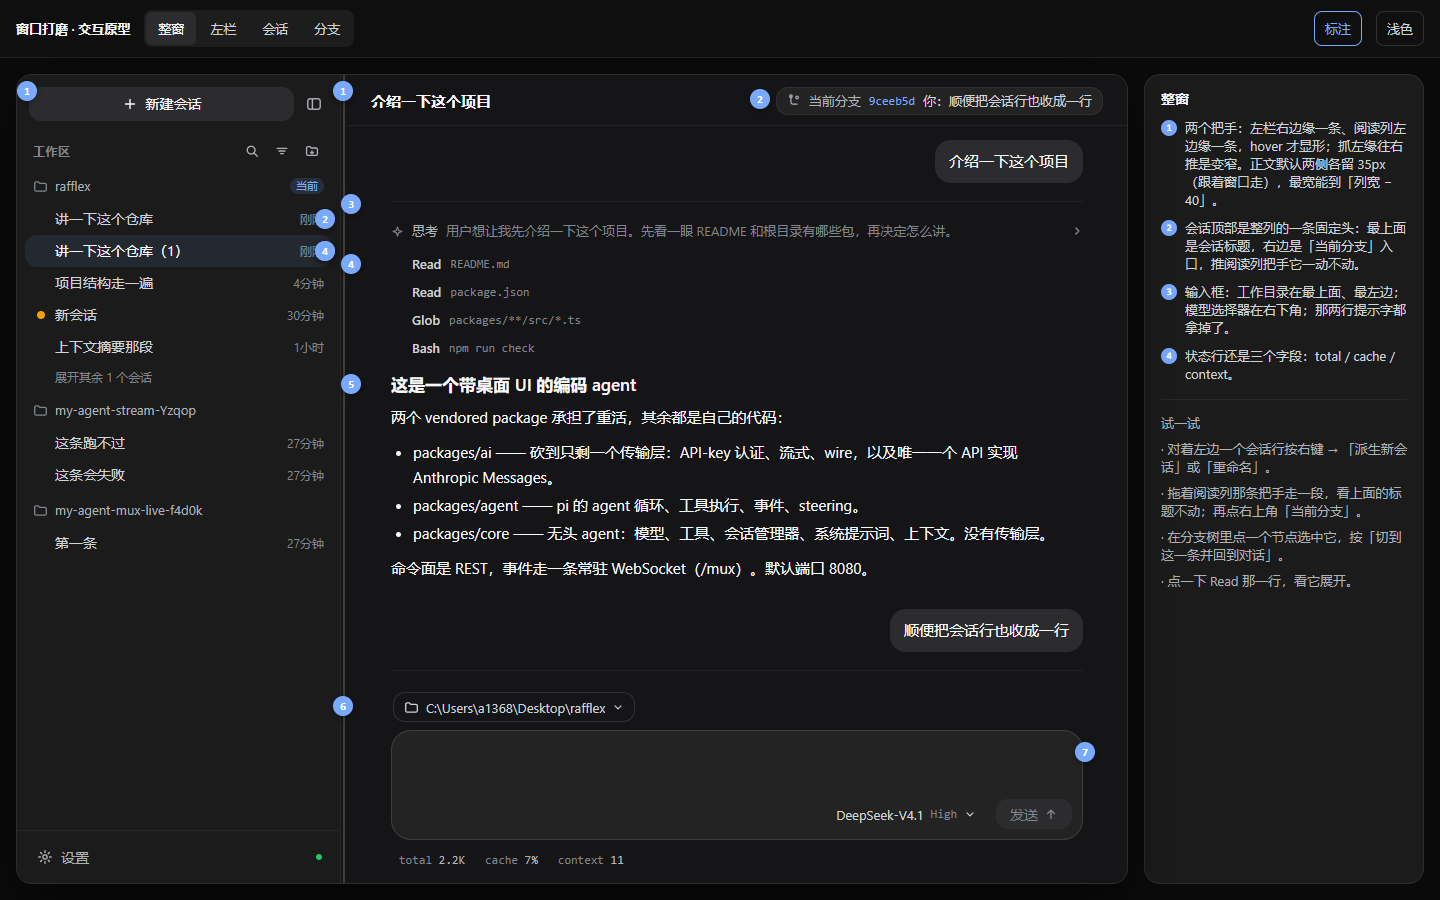 窗口打磨 · 交互原型
整窗
左栏
会话
分支
标注
浅色
1
+ 新建会话
工作区
rafflex
当前
讲一下这个仓库
2
讲一下这个仓库（1）
4
项目结构走一遍
4分钟
新会话
30分钟
上下文摘要那段
1小时
展开其余 1 个会话
my-agent-stream-Yzqop
这条跑不过
27分钟
这条会失败
27分钟
my-agent-mux-live-f4d0k
第一条
27分钟
设置
1
介绍一下这个项目
2
当前分支 9ceeb5d 你：顺便把会话行也收成一行
介绍一下这个项目
3
思考 用户想让我先介绍一下这个项目。先看一眼 README 和根目录有哪些包，再决定怎么讲。
4
Read README.md
Read package.json
Glob packages/**/src/*.ts
Bash npm run check
5
这是一个带桌面 UI 的编码 agent
两个 vendored package 承担了重活，其余都是自己的代码：
• packages/ai —— 砍到只剩一个传输层：API-key 认证、流式、wire，以及唯一一个 API 实现
Anthropic Messages。
• packages/agent —— pi 的 agent 循环、工具执行、事件、steering。
• packages/core —— 无头 agent：模型、工具、会话管理器、系统提示词、上下文。没有传输层。
命令面是 REST，事件走一条常驻 WebSocket（/mux）。默认端口 8080。
顺便把会话行也收成一行
6
C:\Users\a1368\Desktop\rafflex
7
DeepSeek-V4.1 High
发送 ↑
total 2.2K cache 7% context 11
整窗
1 两个把手：左栏右边缘一条、阅读列左
边缘一条，hover 才显形；抓左缘往右
推是变窄。正文默认两侧各留 35px
（跟着窗口走），最宽能到「列宽 −
40」。
2 会话顶部是整列的一条固定头：最上面
是会话标题，右边是「当前分支」入
口，推阅读列把手它一动不动。
3 输入框：工作目录在最上面、最左边；
模型选择器在右下角；那两行提示字都
拿掉了。
4 状态行还是三个字段：total / cache /
context。
试一试
· 对着左边一个会话行按右键 → 「派生新会
话」或「重命名」。
· 拖着阅读列那条把手走一段，看上面的标
题不动；再点右上角「当前分支」。
· 在分支树里点一个节点选中它，按「切到
这一条并回到对话」。
· 点一下 Read 那一行，看它展开。